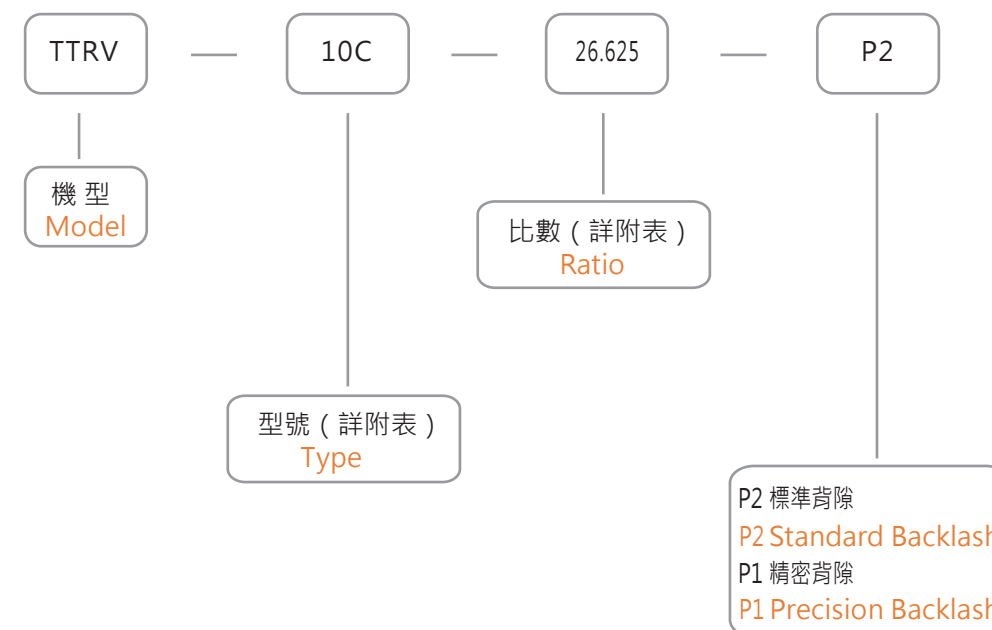 TTRV — 10C — 26.625 — P2
機 型
Model
比數 ( 詳附表 )
Ratio
型號 ( 詳附表 )
Type
P2 標準背隙
P2 Standard Backlash
P1 精密背隙
P1 Precision Backlash